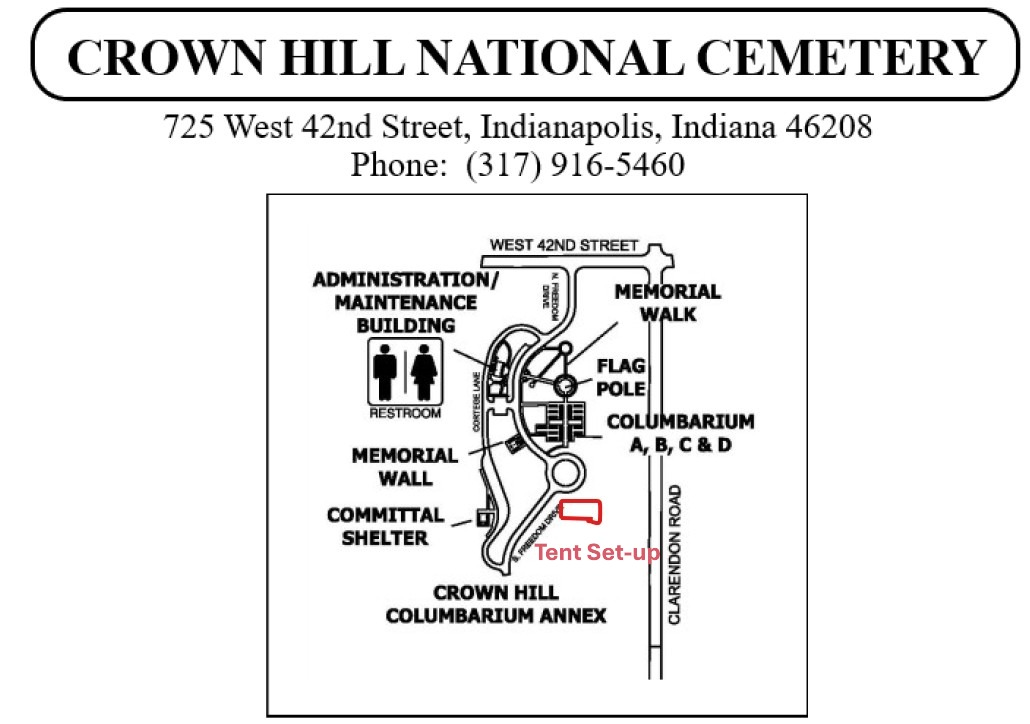 CROWN HILL NATIONAL CEMETERY
725 West 42nd Street, Indianapolis, Indiana 46208
Phone: (317) 916-5460
WEST 42ND STREET
N. FREEDOM
DRIVE
ADMINISTRATION/
MAINTENANCE
BUILDING
MEMORIAL
WALK
RESTROOM
CORTEGE LANE
FLAG
POLE
COLUMBARIUM
A, B, C & D
MEMORIAL
WALL
COMMITTAL
SHELTER
S. FREEDOM DRIVE
Tent Set-up
CLARENDON ROAD
CROWN HILL
COLUMBARIUM ANNEX